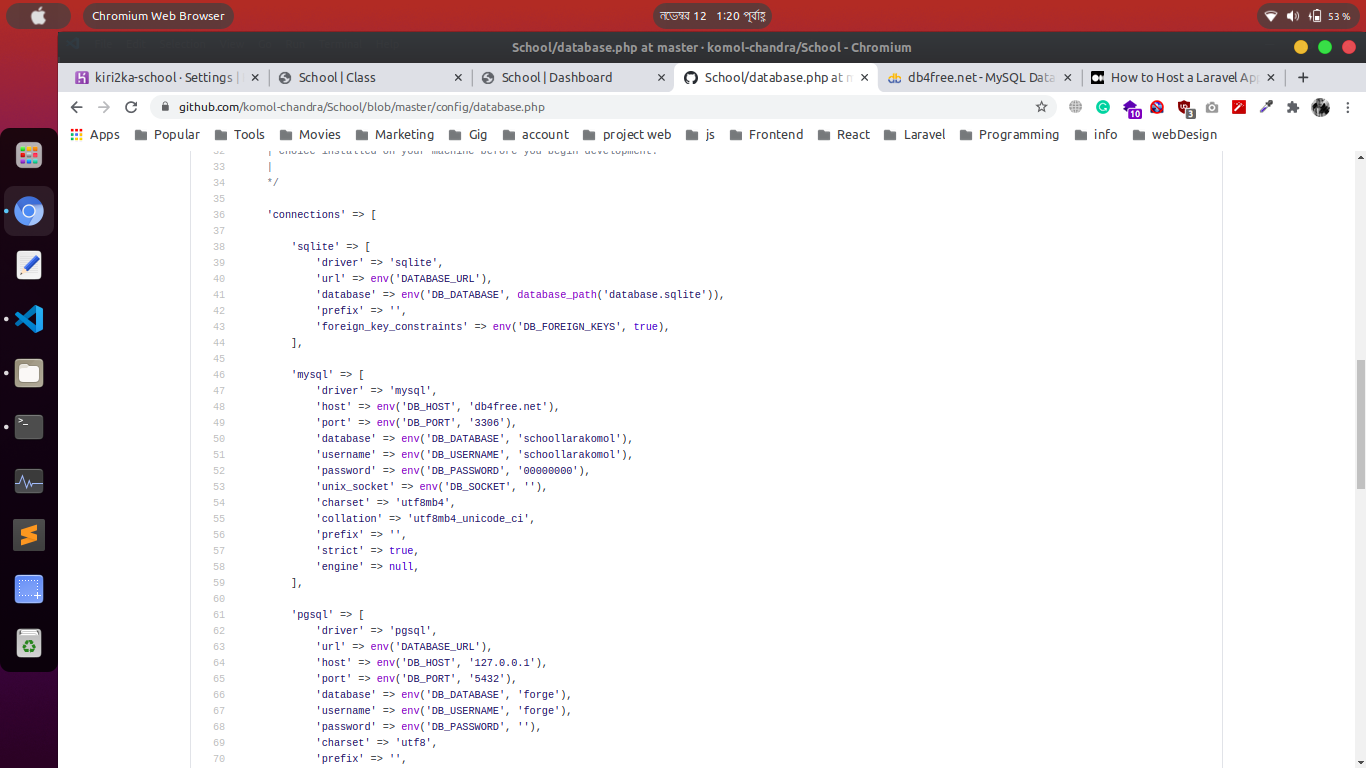 Chromium Web Browser
নভেম্বর 12 1:20 পূর্বাহ্ণ
53 %
School/database.php at master · komol-chandra/School - Chromium
kiri2ka-school · Settings |
School | Class
School | Dashboard
School/database.php at m
db4free.net - MySQL Data
How to Host a Laravel App
github.com/komol-chandra/School/blob/master/config/database.php
10
3
Apps
Popular
Tools
Movies
Marketing
Gig
account
project web
js
Frontend
React
Laravel
Programming
info
webDesign
32 | choice installed on your machine before you begin development.
33 |
34 */
35
36 'connections' => [
37
38 'sqlite' => [
39 'driver' => 'sqlite',
40 'url' => env('DATABASE_URL'),
41 'database' => env('DB_DATABASE', database_path('database.sqlite')),
42 'prefix' => '',
43 'foreign_key_constraints' => env('DB_FOREIGN_KEYS', true),
44 ],
45
46 'mysql' => [
47 'driver' => 'mysql',
48 'host' => env('DB_HOST', 'db4free.net'),
49 'port' => env('DB_PORT', '3306'),
50 'database' => env('DB_DATABASE', 'schoollarakomol'),
51 'username' => env('DB_USERNAME', 'schoollarakomol'),
52 'password' => env('DB_PASSWORD', '00000000'),
53 'unix_socket' => env('DB_SOCKET', ''),
54 'charset' => 'utf8mb4',
55 'collation' => 'utf8mb4_unicode_ci',
56 'prefix' => '',
57 'strict' => true,
58 'engine' => null,
59 ],
60
61 'pgsql' => [
62 'driver' => 'pgsql',
63 'url' => env('DATABASE_URL'),
64 'host' => env('DB_HOST', '127.0.0.1'),
65 'port' => env('DB_PORT', '5432'),
66 'database' => env('DB_DATABASE', 'forge'),
67 'username' => env('DB_USERNAME', 'forge'),
68 'password' => env('DB_PASSWORD', ''),
69 'charset' => 'utf8',
70 'prefix' => '',